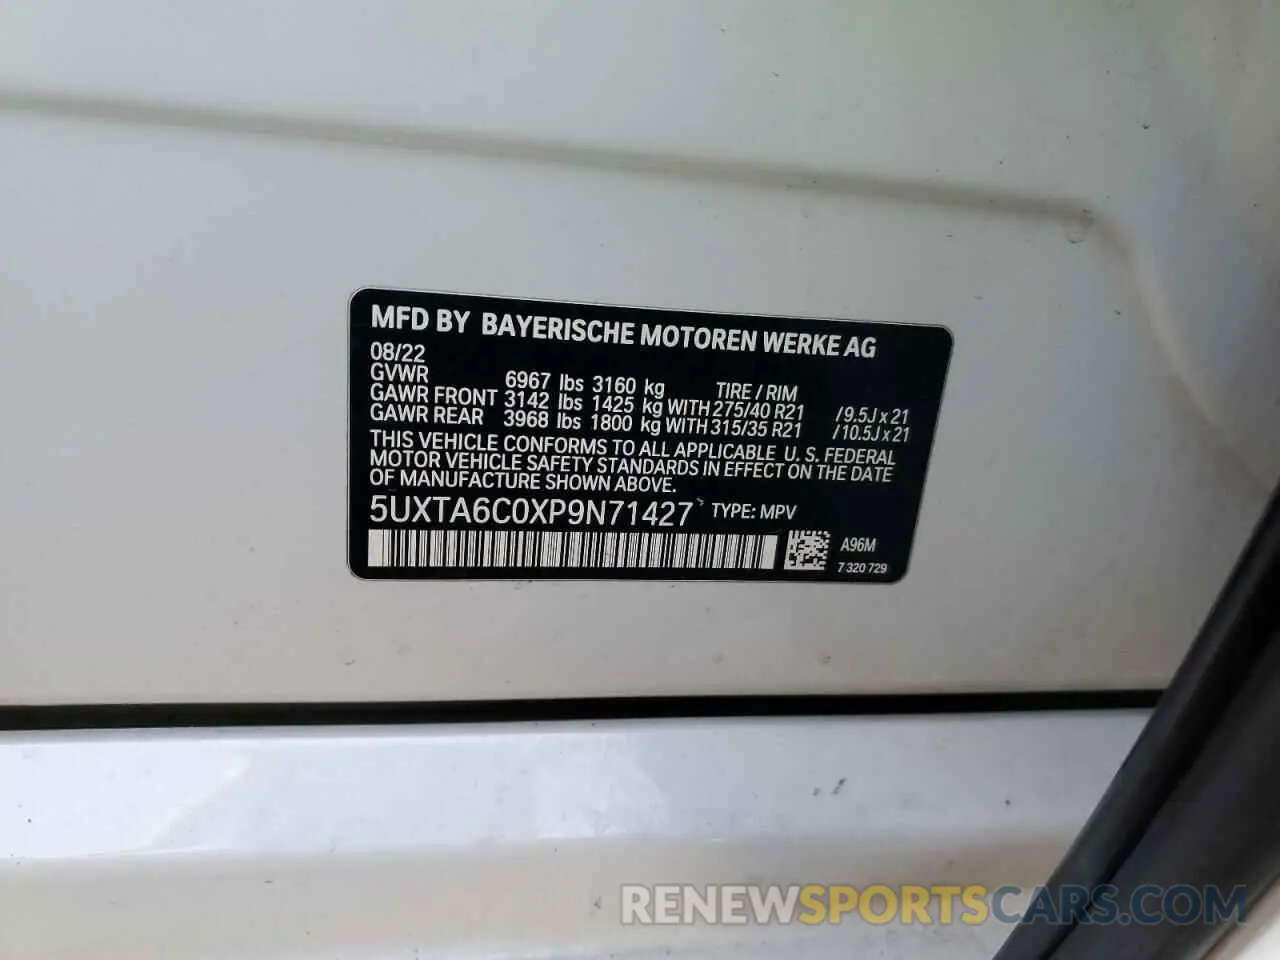 MFD BY BAYERISCHE MOTOREN WERKE AG
08/22
GVWR 6967 lbs 3160 kg TIRE / RIM
GAWR FRONT 3142 lbs 1425 kg WITH 275/40 R21 /9.5J x 21
GAWR REAR 3968 lbs 1800 kg WITH 315/35 R21 /10.5J x 21
THIS VEHICLE CONFORMS TO ALL APPLICABLE U. S. FEDERAL
MOTOR VEHICLE SAFETY STANDARDS IN EFFECT ON THE DATE
OF MANUFACTURE SHOWN ABOVE.
5UXTA6C0XP9N71427 TYPE: MPV
A96M
7 320 729
RENEWSPORTSCARS.COM